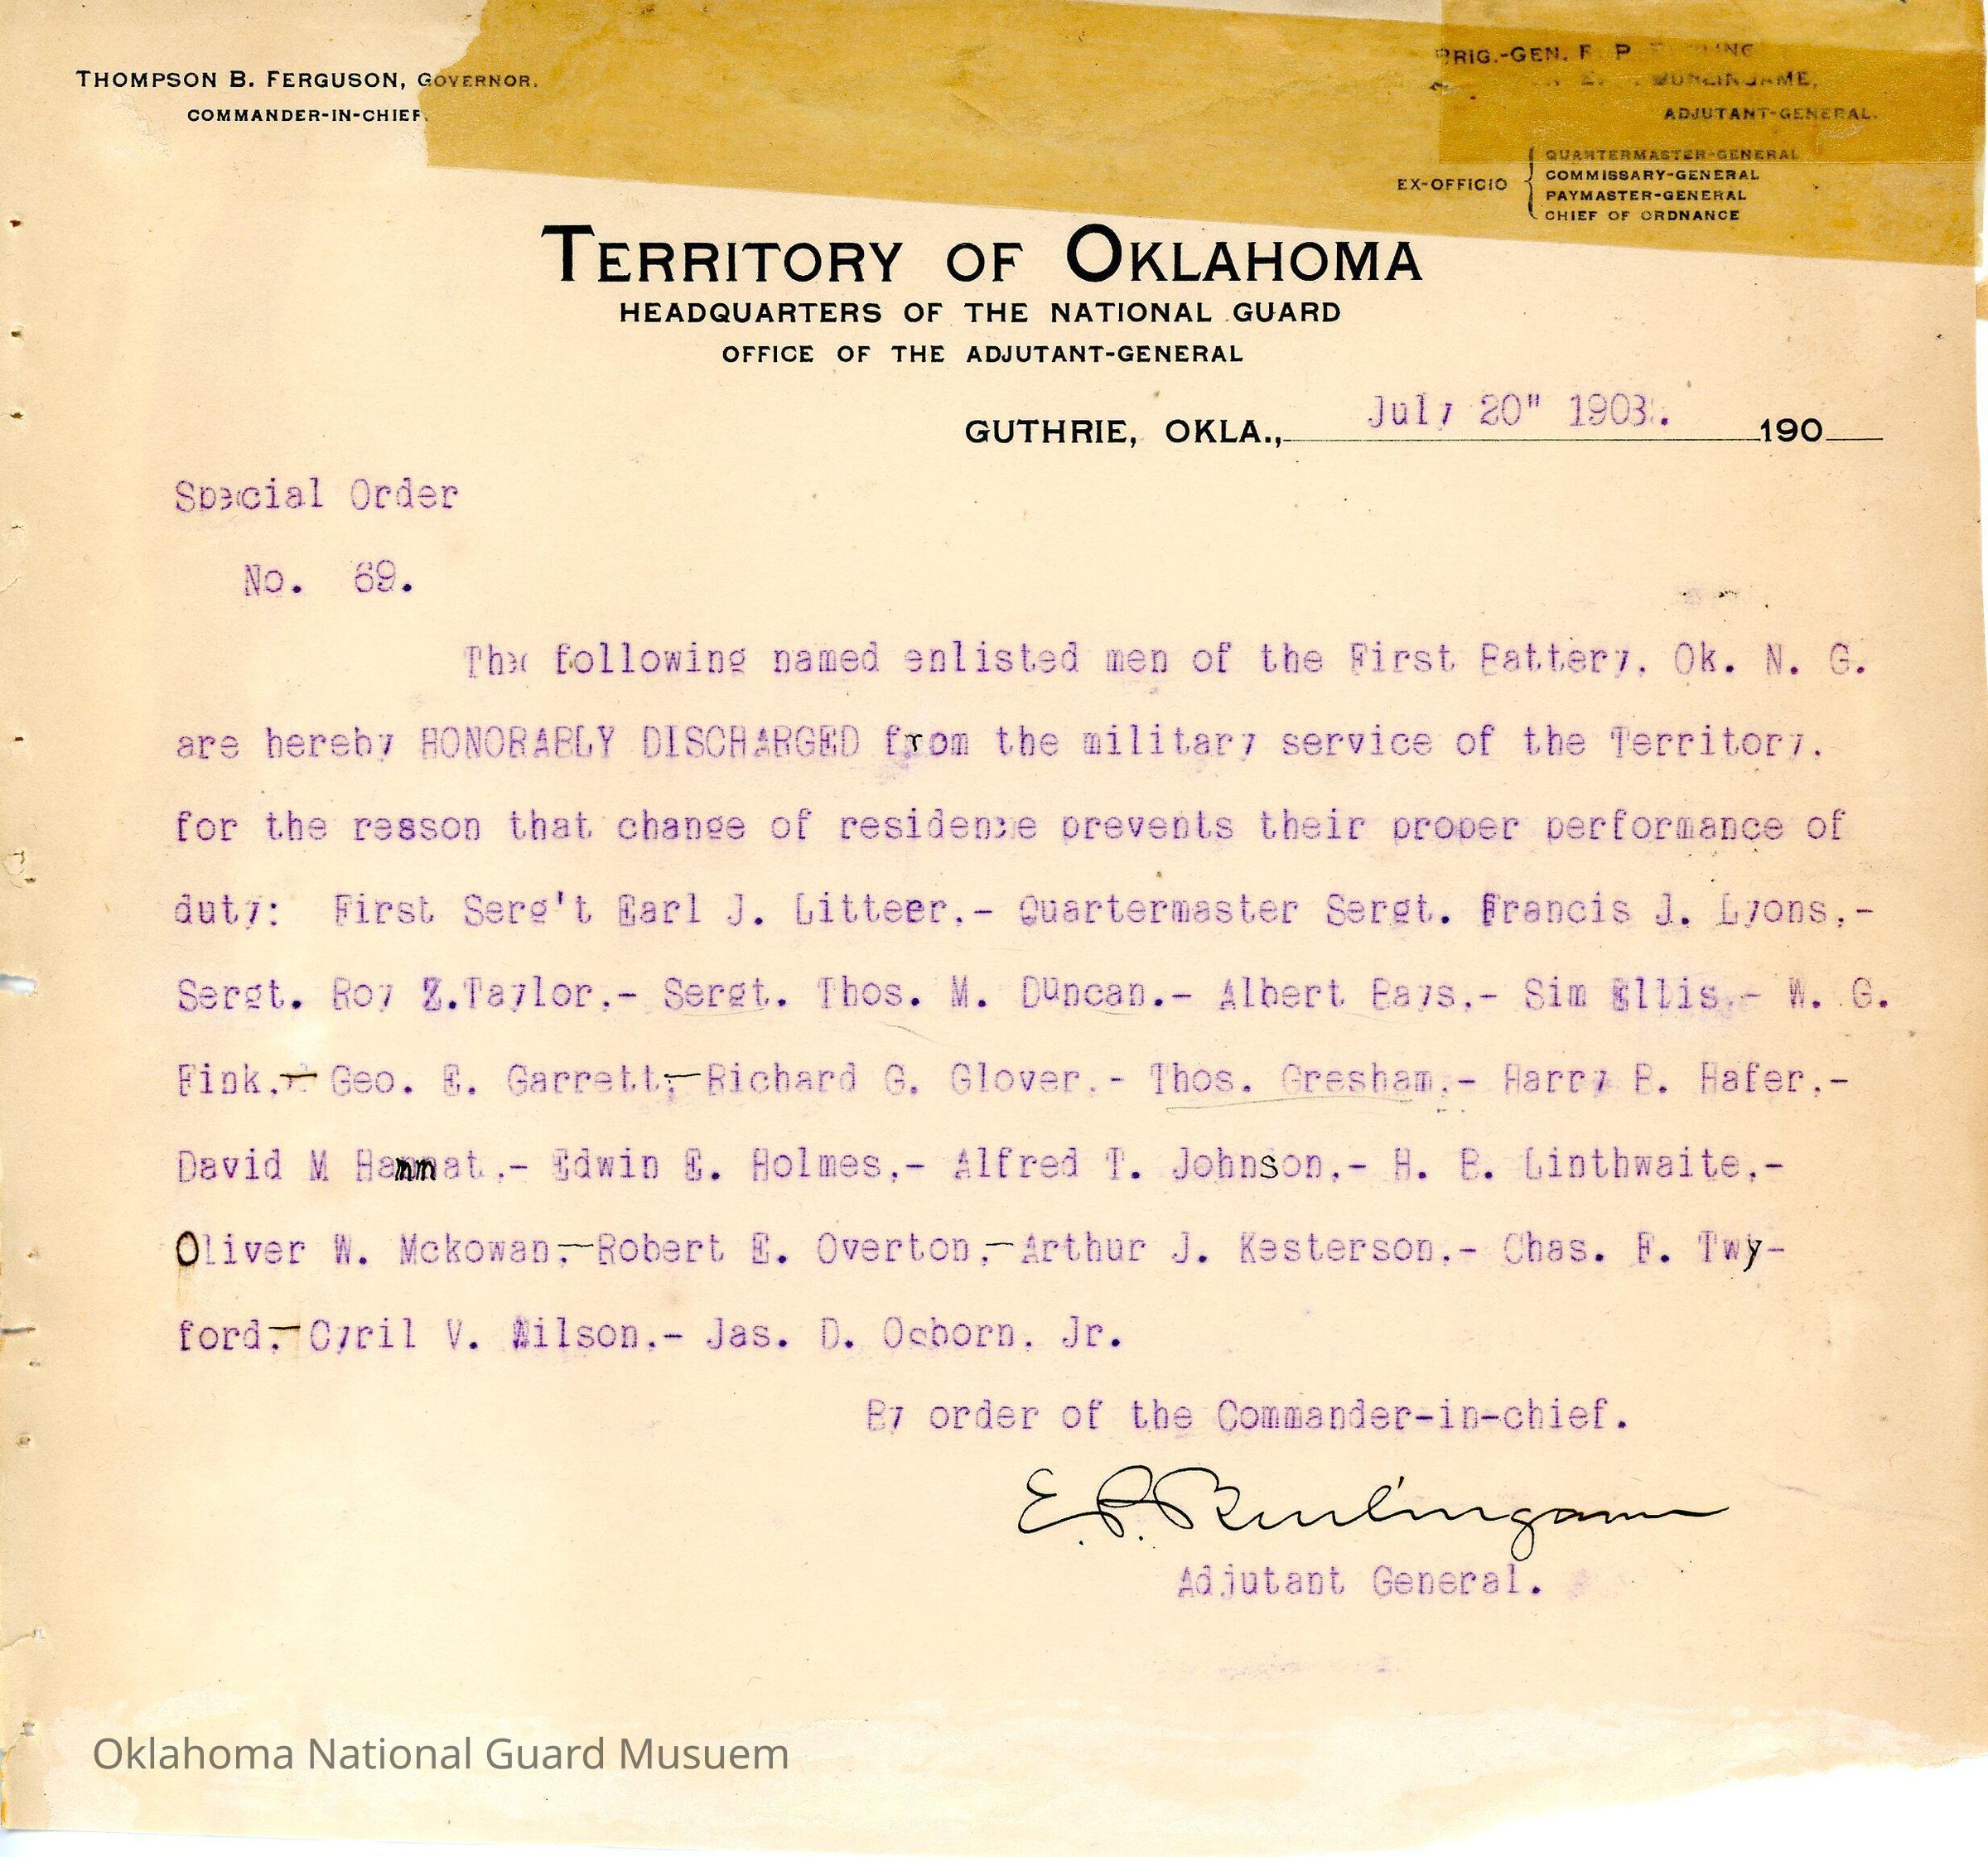 THOMPSON B. FERGUSON, GOVERNOR.
COMMANDER-IN-CHIEF.
BRIG.-GEN. E. P. BURLINGAME,
ADJUTANT-GENERAL.
EX-OFFICIO
QUARTERMASTER-GENERAL
COMMISSARY-GENERAL
PAYMASTER-GENERAL
CHIEF OF ORDNANCE
TERRITORY OF OKLAHOMA
HEADQUARTERS OF THE NATIONAL GUARD
OFFICE OF THE ADJUTANT-GENERAL
GUTHRIE, OKLA., July 20" 1903. 190
Special Order
No. 69.
The following named enlisted men of the First Battery, Ok. N. G.
are hereby HONORABLY DISCHARGED from the military service of the Territory,
for the resson that change of residence prevents their proper performance of
duty: First Serg't Earl J. Litteer,- Quartermaster Sergt. Francis J. Lyons,-
Sergt. Roy Z.Taylor,- Sergt. Thos. M. Duncan.- Albert Bays,- Sim Ellis,- W. G.
Fink,- Geo. E. Garrett,- Richard G. Glover,- Thos. Gresham,- Harry B. Hafer,-
David M Hannat,- Edwin E. Holmes,- Alfred T. Johnson,- H. B. Linthwaite,-
Oliver W. Mckowan,- Robert E. Overton,- Arthur J. Kesterson,- Chas. F. Twy-
ford,- Cyril V. Wilson,- Jas. D. Osborn, Jr.
By order of the Commander-in-chief.
E. P. Burlingame
Adjutant General.
Oklahoma National Guard Musuem